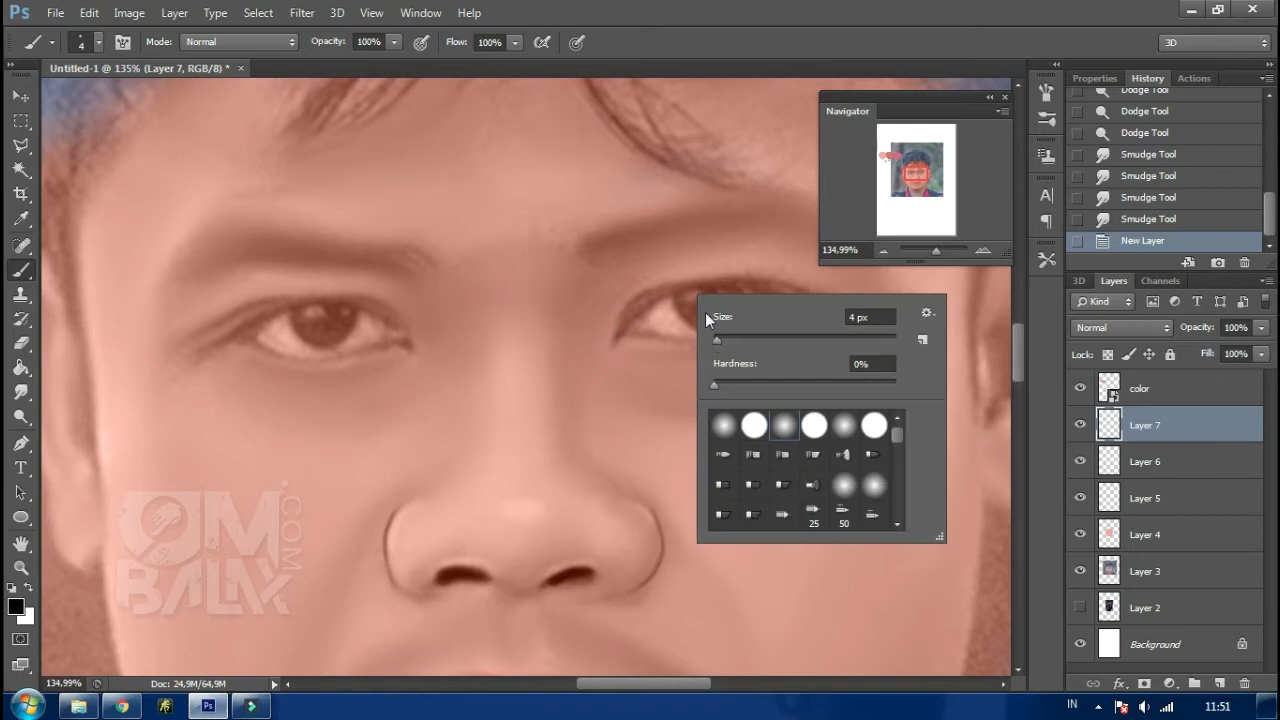 Ps File Edit Image Layer Type Select Filter 3D View Window Help
4 Mode: Normal Opacity: 100% Flow: 100% 3D
Untitled-1 @ 135% (Layer 7, RGB/8) * ×
Properties History Actions
Dodge Tool
Dodge Tool
Dodge Tool
Smudge Tool
Smudge Tool
Smudge Tool
Smudge Tool
New Layer
Navigator
134,99%
3D Layers Channels
Kind
Normal Opacity: 100%
Lock: Fill: 100%
color
Layer 7
Layer 6
Layer 5
Layer 4
Layer 3
Layer 2
Background
Size: 4 px
Hardness: 0%
25 50
OM
BALAK
.COM
134,99% Doc: 24,9M/64,9M
IN 11:51